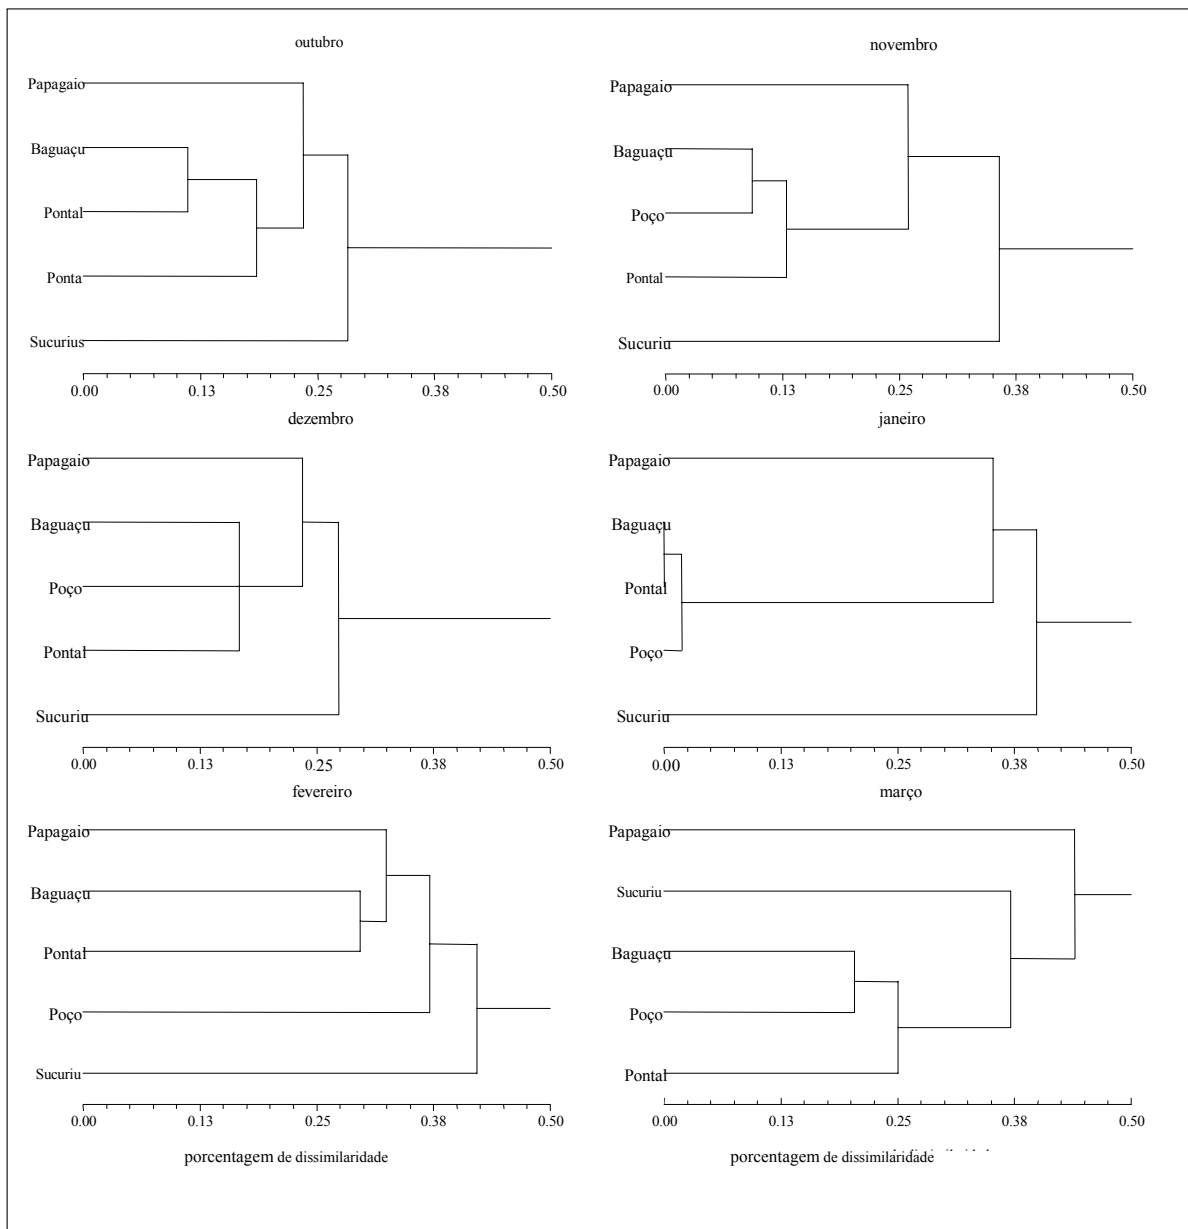 outubro
Papagaio
Baguaçu
Pontal
Ponta
Sucurius
0.00 0.13 0.25 0.38 0.50
novembro
Papagaio
Baguaçu
Poço
Pontal
Sucuriu
0.00 0.13 0.25 0.38 0.50
dezembro
Papagaio
Baguaçu
Poço
Pontal
Sucuriu
0.00 0.13 0.25 0.38 0.50
janeiro
Papagaio
Baguaçu
Pontal
Poço
Sucuriu
0.00 0.13 0.25 0.38 0.50
fevereiro
Papagaio
Baguaçu
Pontal
Poço
Sucuriu
0.00 0.13 0.25 0.38 0.50
porcentagem de dissimilaridade
março
Papagaio
Sucuriu
Baguaçu
Poço
Pontal
0.00 0.13 0.25 0.38 0.50
porcentagem de dissimilaridade